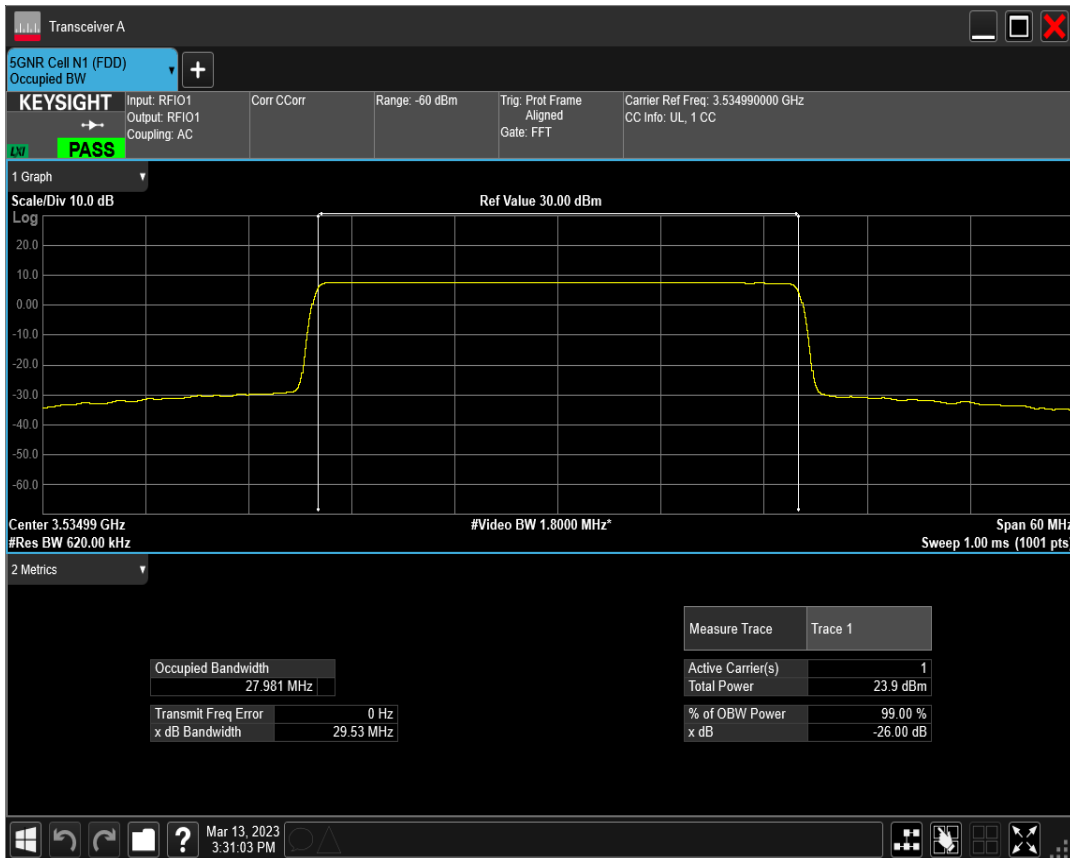 Transceiver A
5GNR Cell N1 (FDD)
Occupied BW
+
KEYSIGHT
LXI
PASS
Input: RFIO1
Output: RFIO1
Coupling: AC
Corr CCorr
Range: -60 dBm
Trig: Prot Frame
Aligned
Gate: FFT
Carrier Ref Freq: 3.534990000 GHz
CC Info: UL, 1 CC
1 Graph
Scale/Div 10.0 dB
Ref Value 30.00 dBm
Log
20.0
10.0
0.00
-10.0
-20.0
-30.0
-40.0
-50.0
-60.0
Center 3.53499 GHz
#Video BW 1.8000 MHz*
Span 60 MHz
#Res BW 620.00 kHz
Sweep 1.00 ms (1001 pts)
2 Metrics
Measure Trace Trace 1
Occupied Bandwidth
27.981 MHz
Active Carrier(s) 1
Total Power 23.9 dBm
Transmit Freq Error 0 Hz
x dB Bandwidth 29.53 MHz
% of OBW Power 99.00 %
x dB -26.00 dB
?
Mar 13, 2023
3:31:03 PM